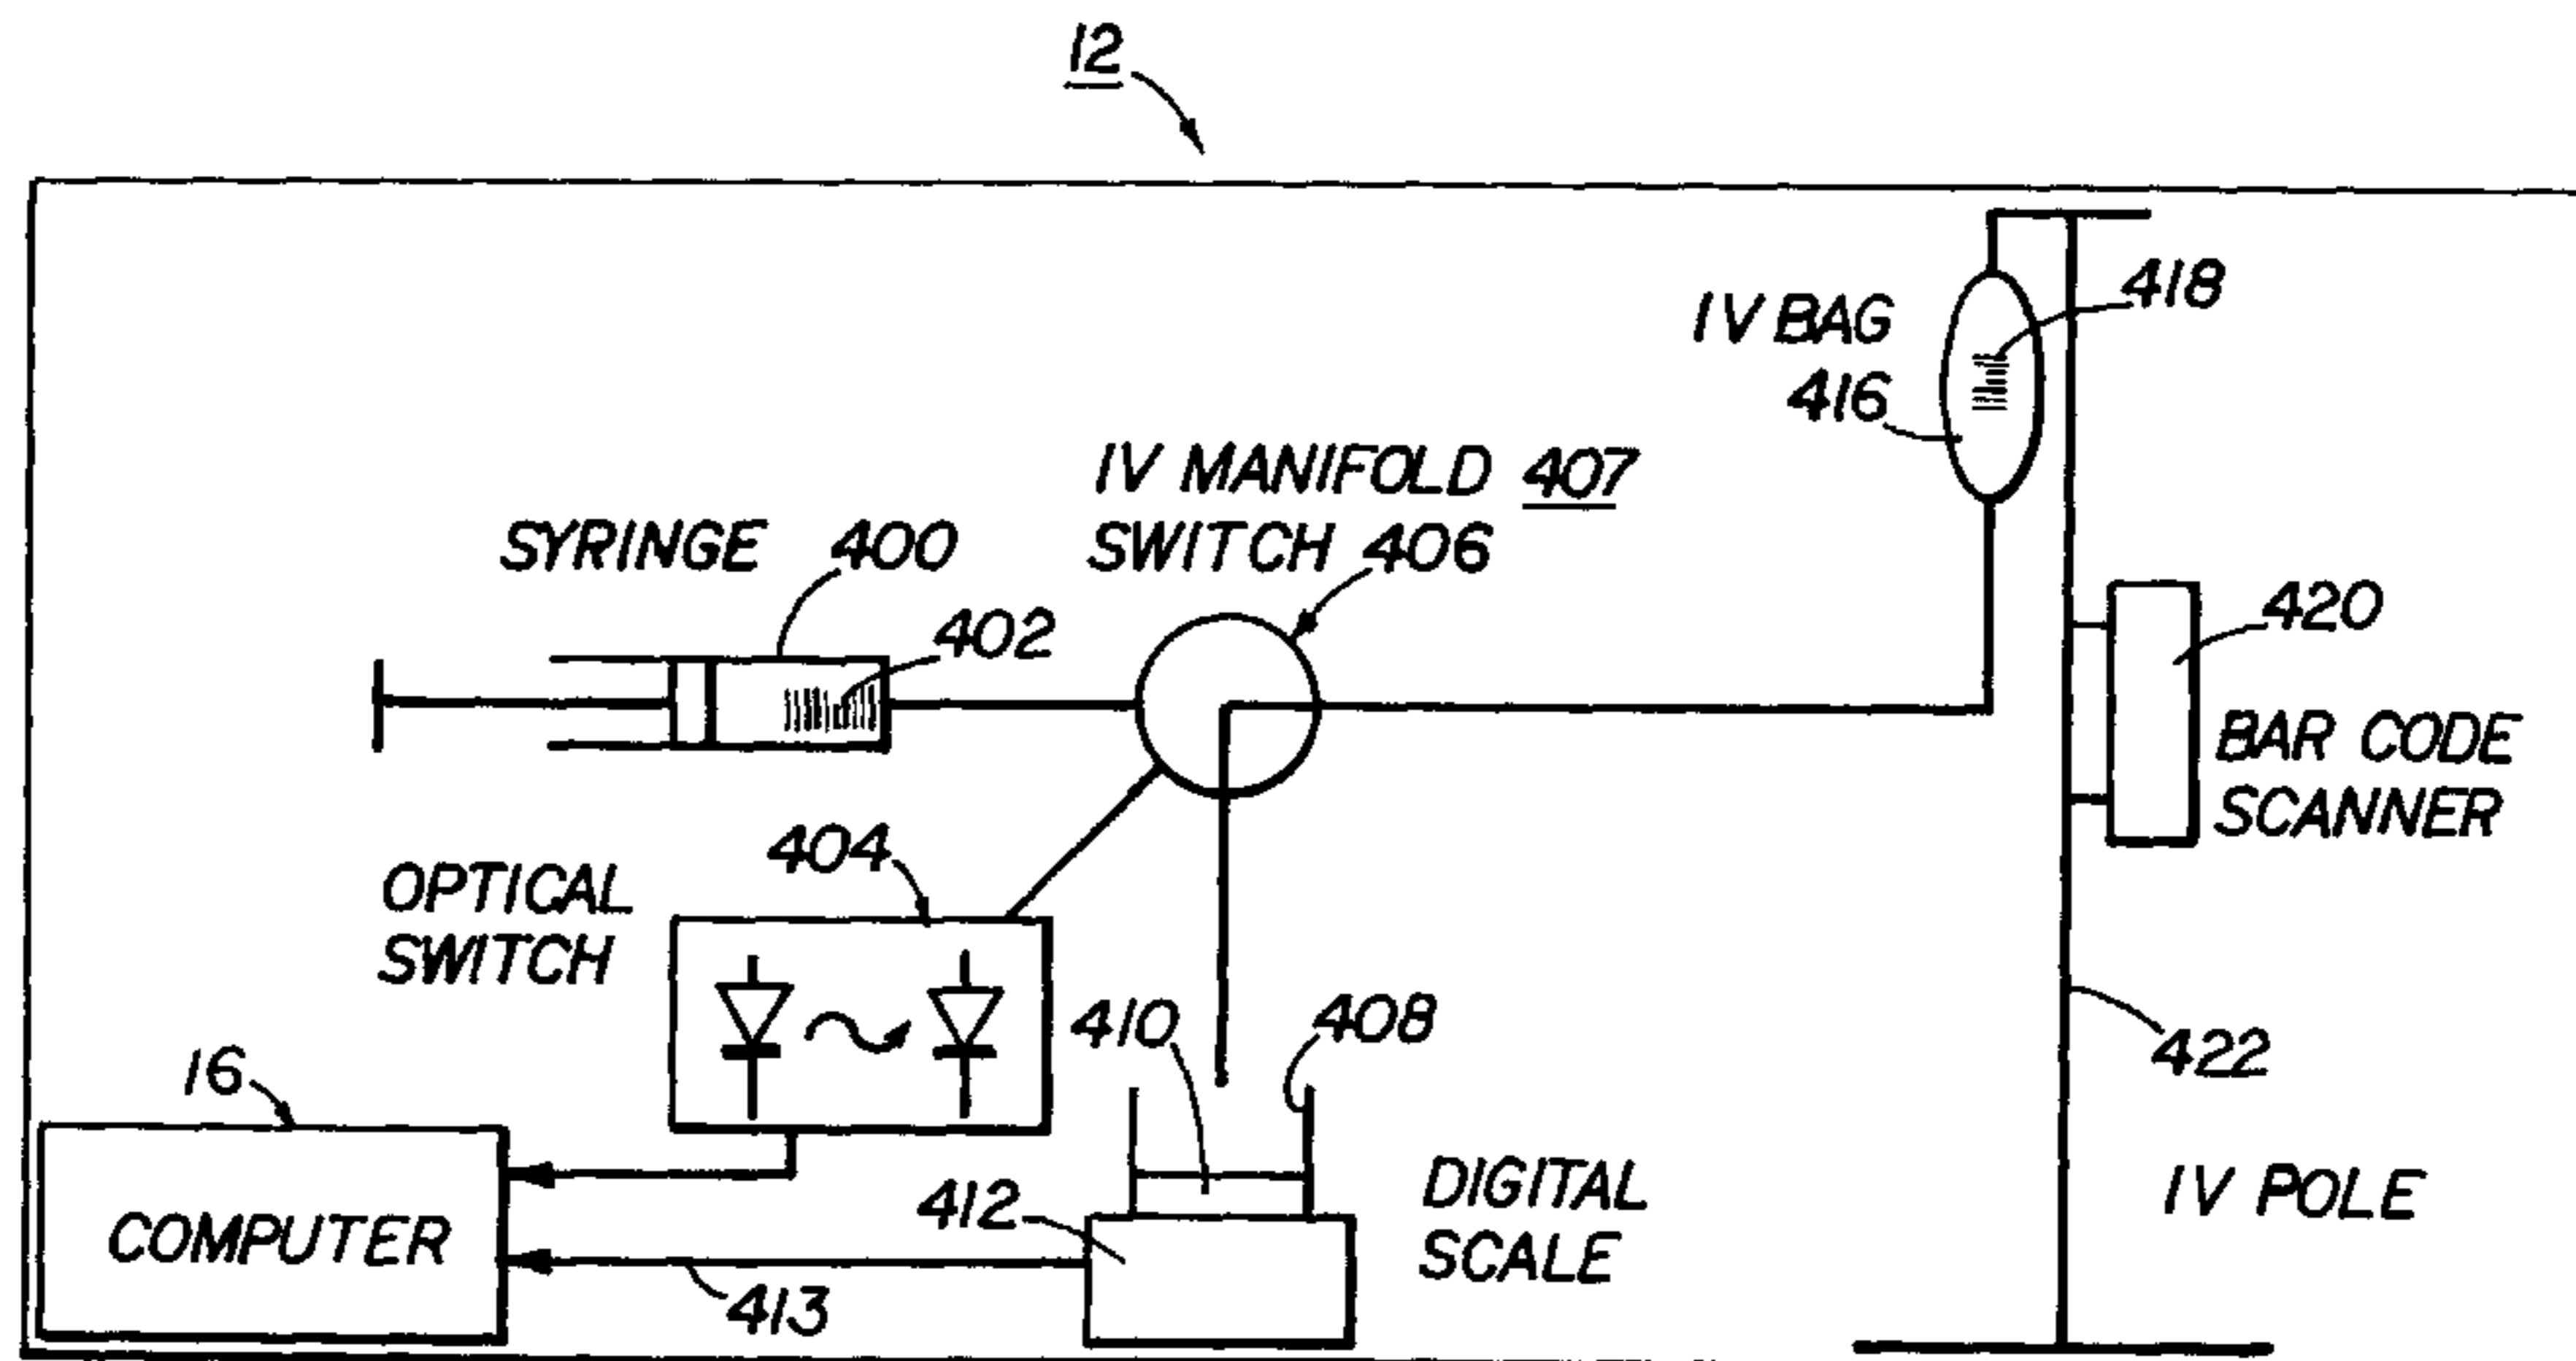 12
418
IV BAG
416
IV MANIFOLD 407
SWITCH 406
SYRINGE 400
402
420
BAR CODE
SCANNER
404
OPTICAL
SWITCH
410
408
422
16
COMPUTER
412
DIGITAL
SCALE
IV POLE
413